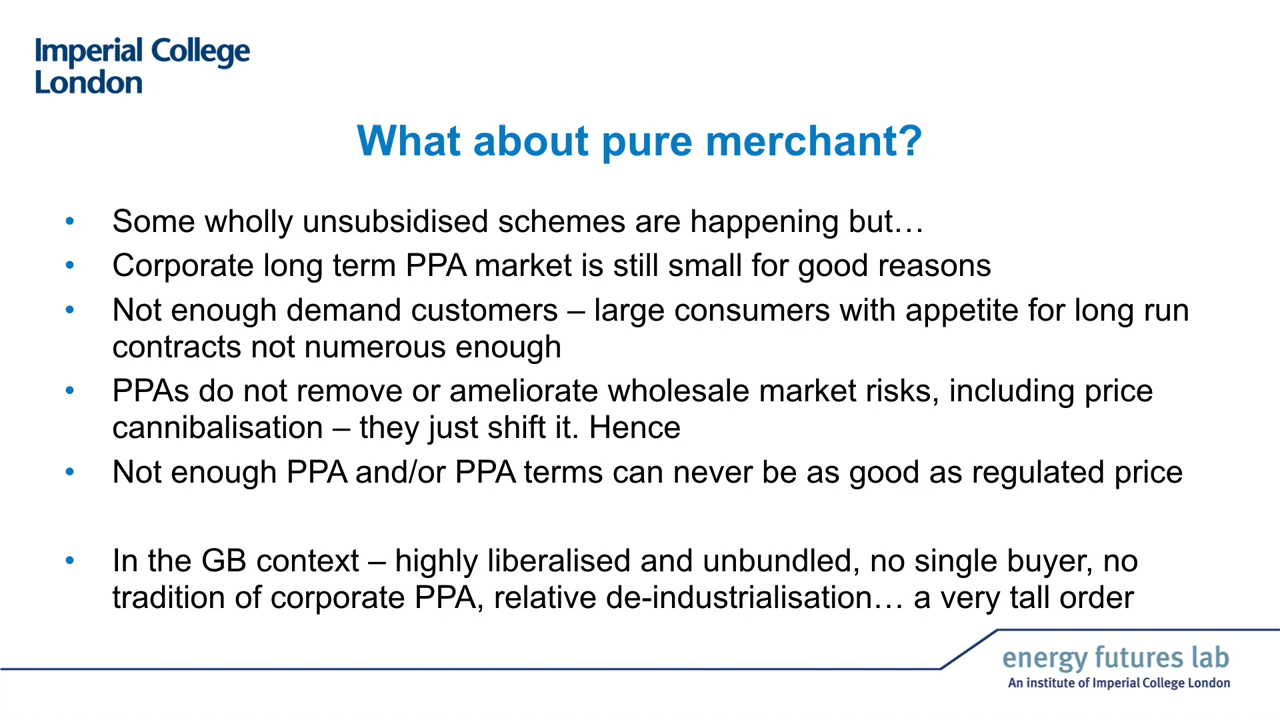 Imperial College
London
What about pure merchant?
• Some wholly unsubsidised schemes are happening but…
• Corporate long term PPA market is still small for good reasons
• Not enough demand customers – large consumers with appetite for long run
contracts not numerous enough
• PPAs do not remove or ameliorate wholesale market risks, including price
cannibalisation – they just shift it. Hence
• Not enough PPA and/or PPA terms can never be as good as regulated price
• In the GB context – highly liberalised and unbundled, no single buyer, no
tradition of corporate PPA, relative de-industrialisation… a very tall order
energy futures lab
An institute of Imperial College London